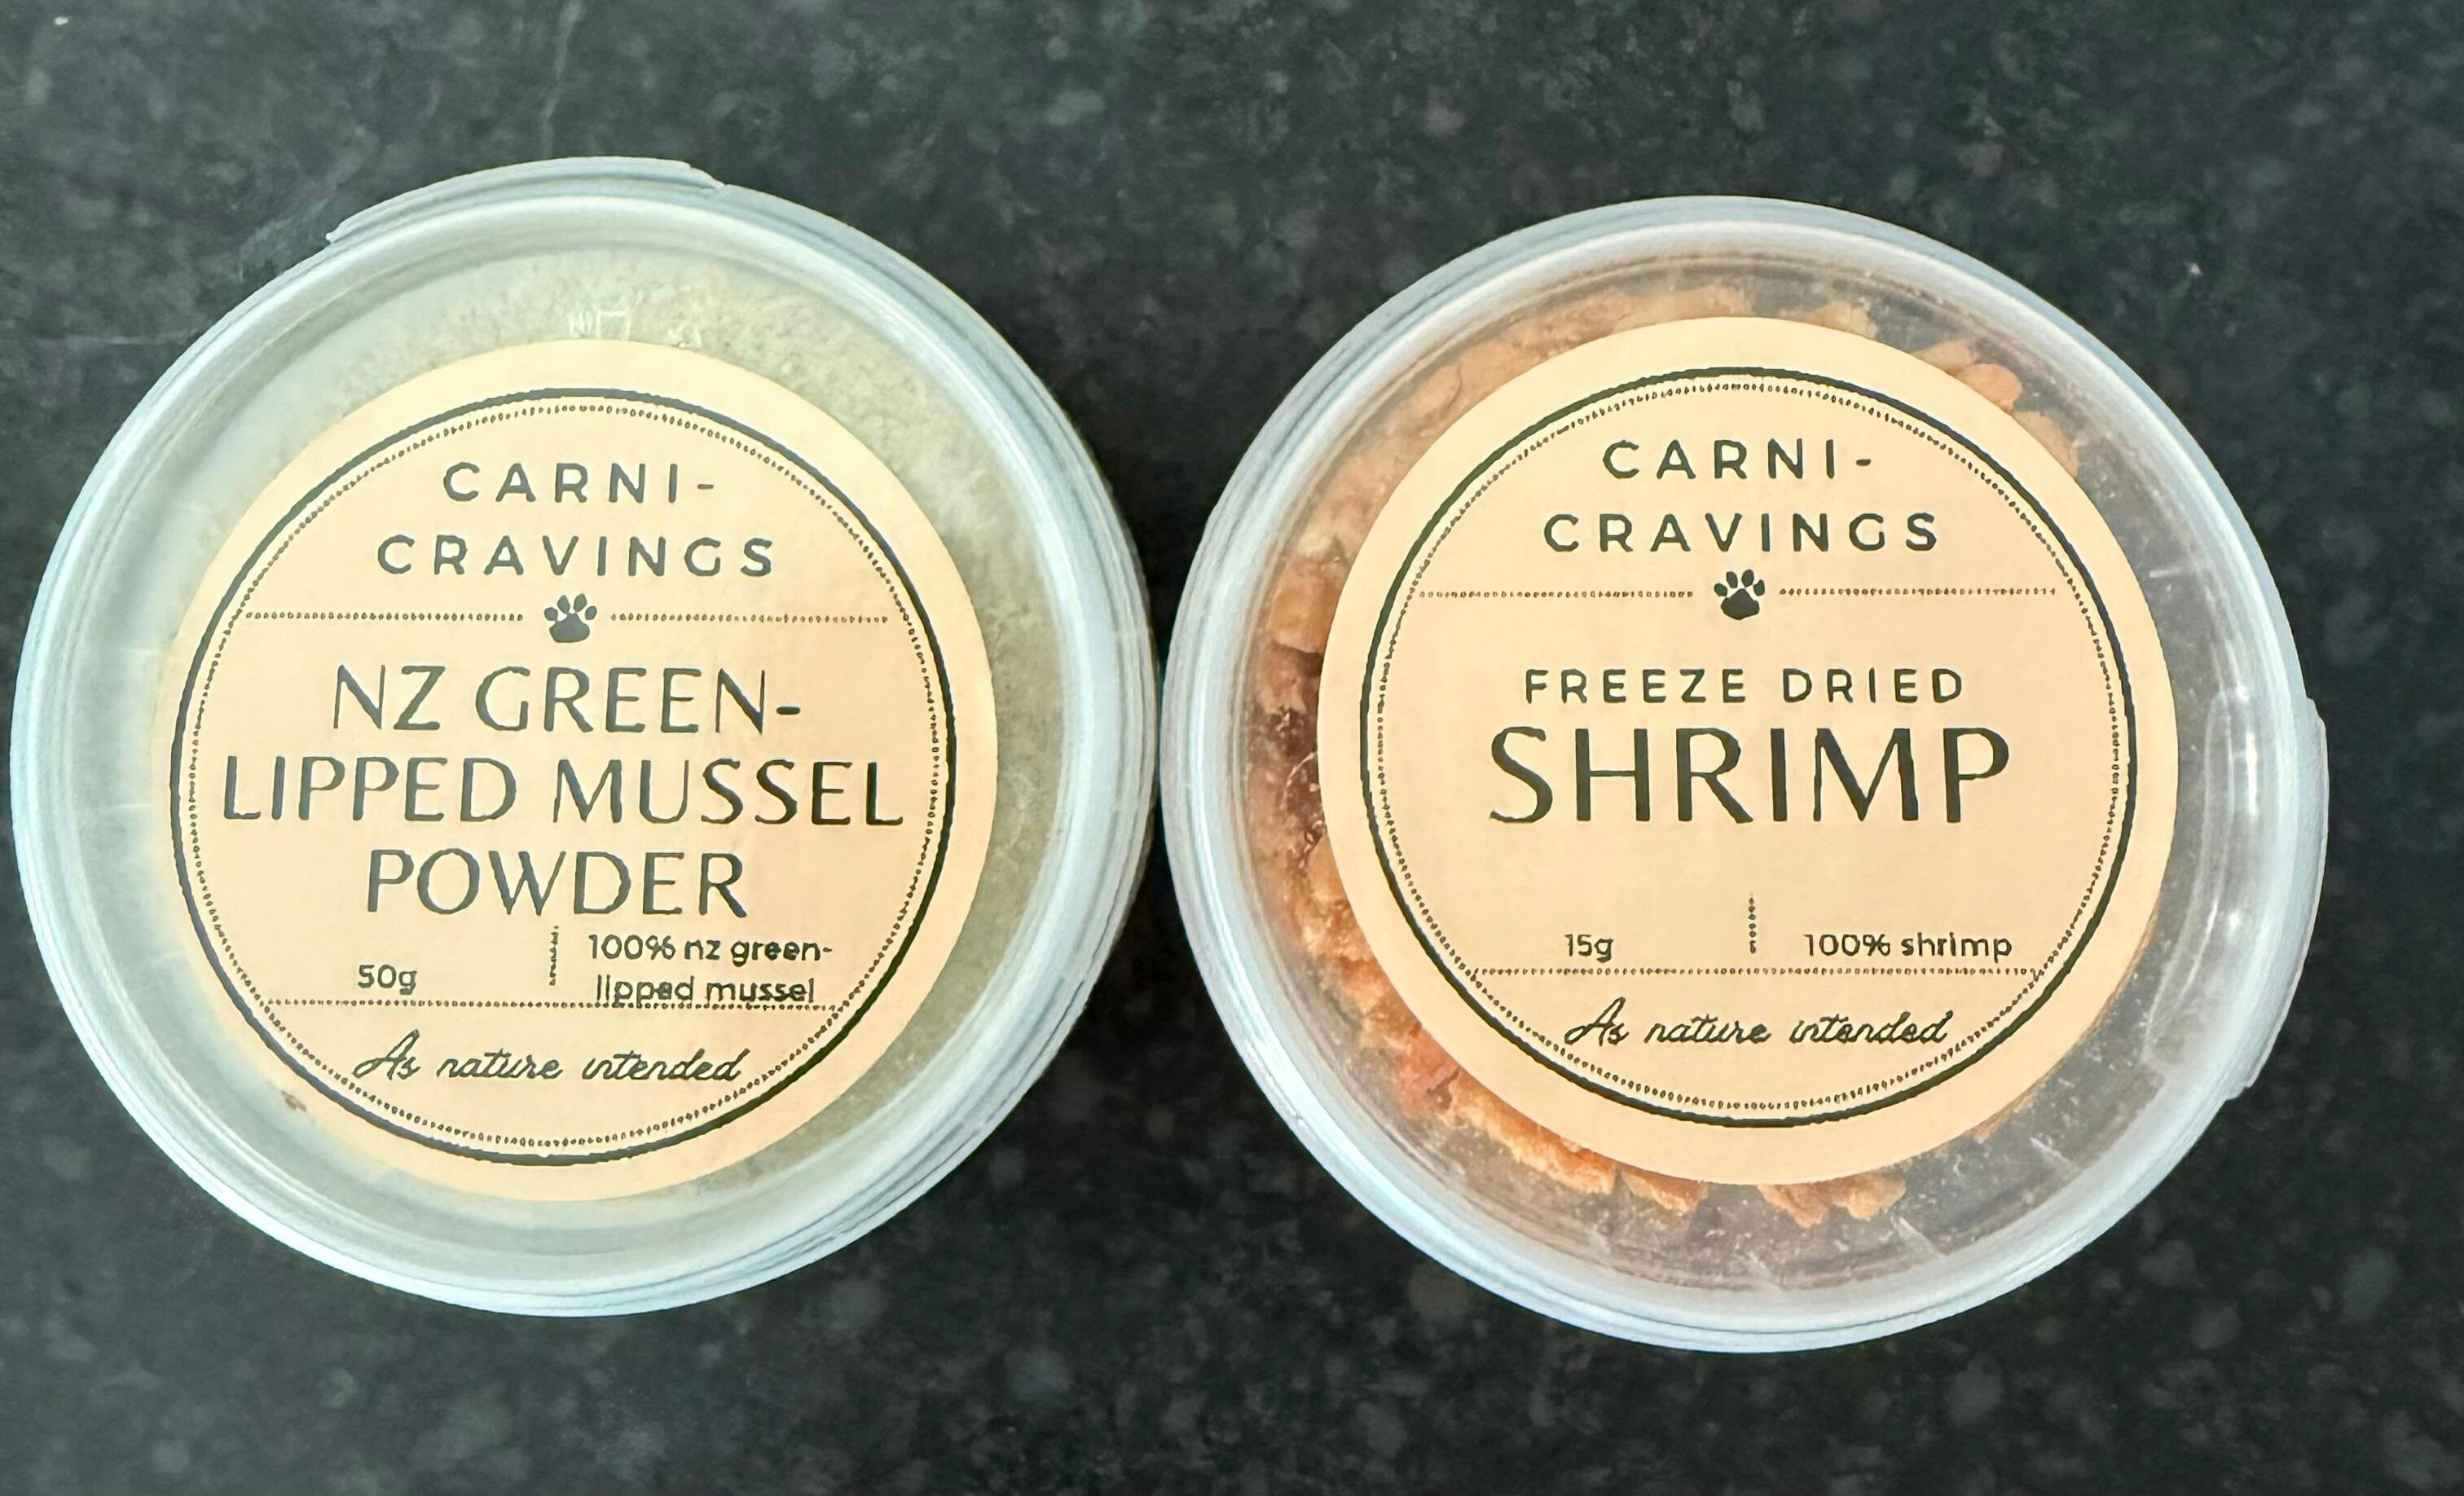 CARNI-
CRAVINGS
NZ GREEN-
LIPPED MUSSEL
POWDER
50g
100% nz green-
lipped mussel
As nature intended
CARNI-
CRAVINGS
FREEZE DRIED
SHRIMP
15g
100% shrimp
As nature intended